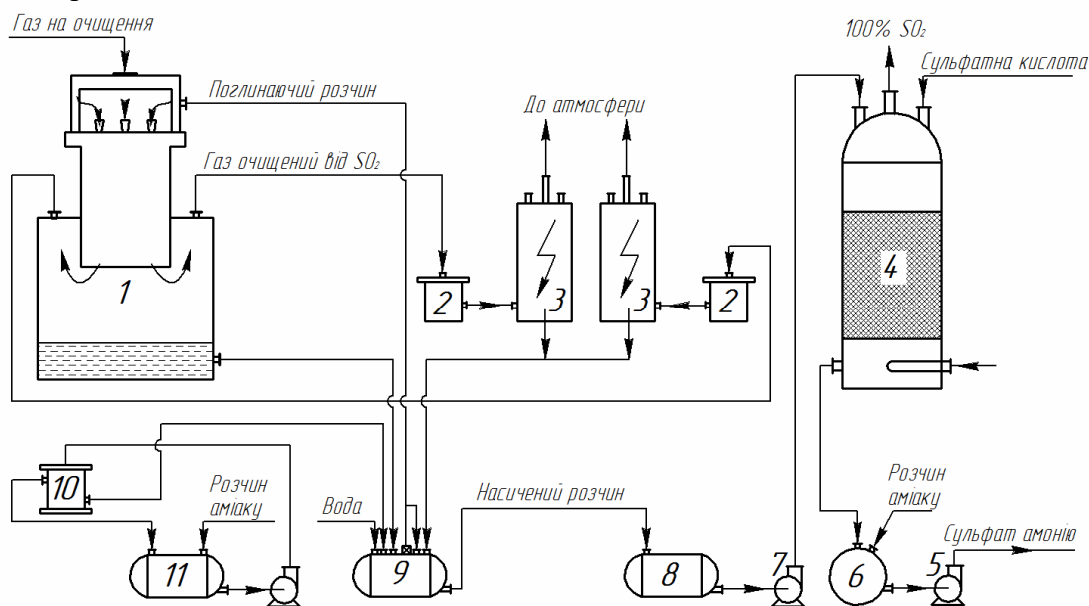 Газ на очищення
100% SO₂
Сульфатна кислота
Поглинаючий розчин
До атмосфери
Газ очищений від SO₂
1
2
3
3
2
4
10
Розчин
аміаку
Вода
Насичений розчин
Розчин
аміаку
Сульфат амонію
11
9
8
7
6
5